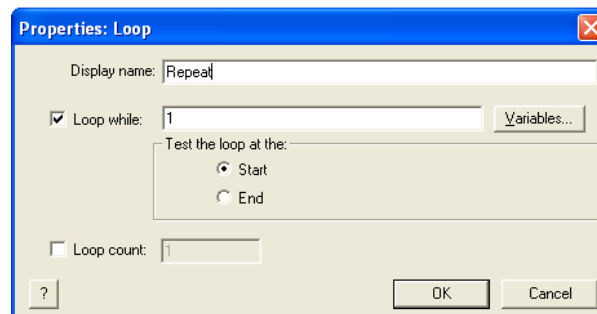 Properties: Loop
Display name: Repeat
Loop while: 1 Variables...
Test the loop at the:
Start
End
Loop count: 1
? OK Cancel